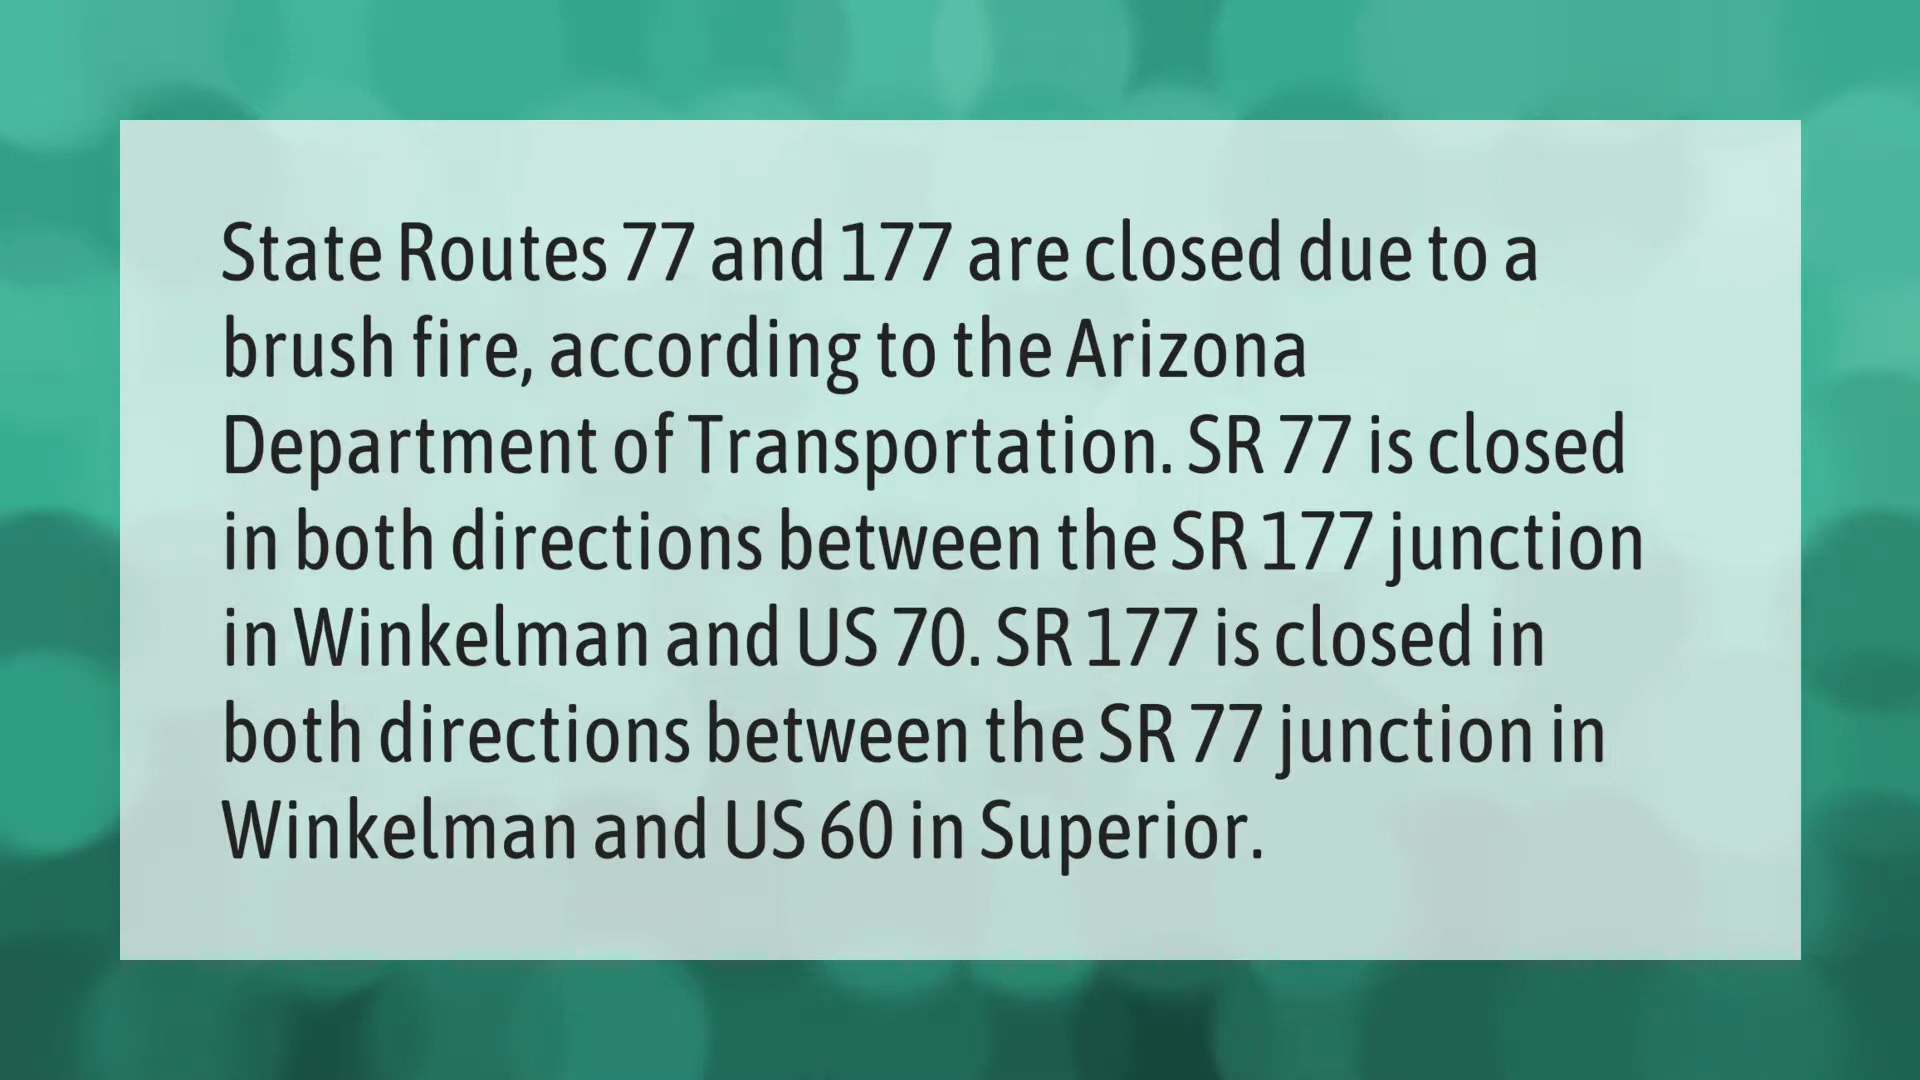 State Routes 77 and 177 are closed due to a
brush fire, according to the Arizona
Department of Transportation. SR 77 is closed
in both directions between the SR 177 junction
in Winkelman and US 70. SR 177 is closed in
both directions between the SR 77 junction in
Winkelman and US 60 in Superior.